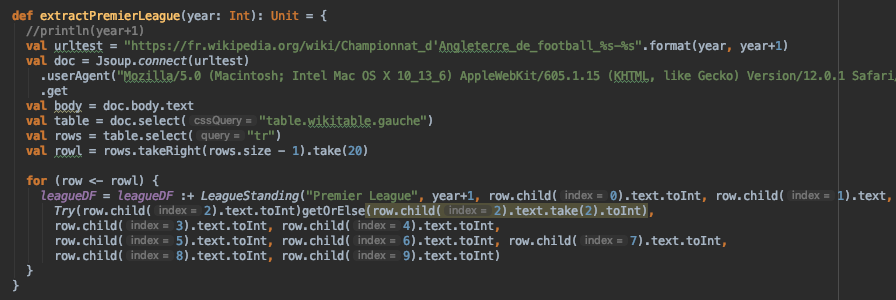 def extractPremierLeague(year: Int): Unit = {
//println(year+1)
val urltest = "https://fr.wikipedia.org/wiki/Championnat_d'Angleterre_de_football_%s-%s".format(year, year+1)
val doc = Jsoup.connect(urltest)
.userAgent("Mozilla/5.0 (Macintosh; Intel Mac OS X 10_13_6) AppleWebKit/605.1.15 (KHTML, like Gecko) Version/12.0.1 Safari/
.get
val body = doc.body.text
val table = doc.select( cssQuery = "table.wikitable.gauche")
val rows = table.select( query = "tr")
val rowl = rows.takeRight(rows.size - 1).take(20)
for (row <- rowl) {
leagueDF = leagueDF :+ LeagueStanding("Premier League", year+1, row.child( index = 0).text.toInt, row.child( index = 1).text,
Try(row.child( index = 2).text.toInt)getOrElse(row.child( index = 2).text.take(2).toInt),
row.child( index = 3).text.toInt, row.child( index = 4).text.toInt,
row.child( index = 5).text.toInt, row.child( index = 6).text.toInt, row.child( index = 7).text.toInt,
row.child( index = 8).text.toInt, row.child( index = 9).text.toInt)
}
}